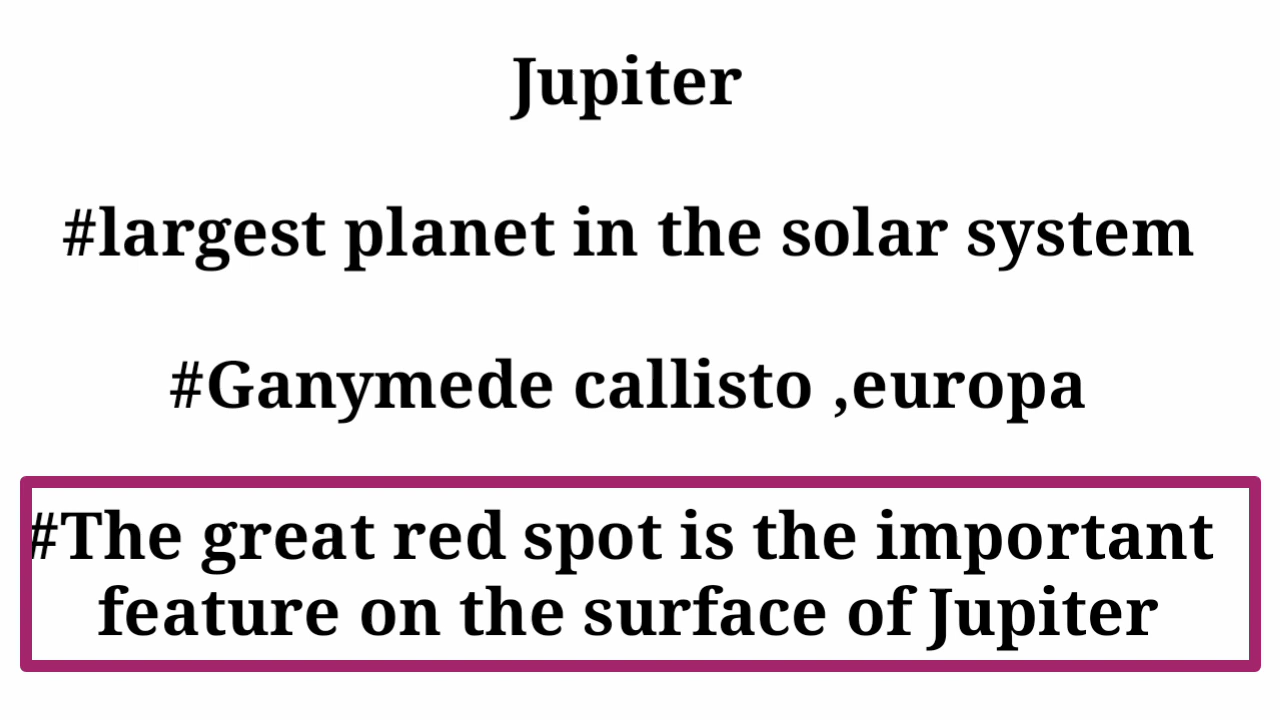 Jupiter
#largest planet in the solar system
#Ganymede callisto ,europa
#The great red spot is the important
feature on the surface of Jupiter